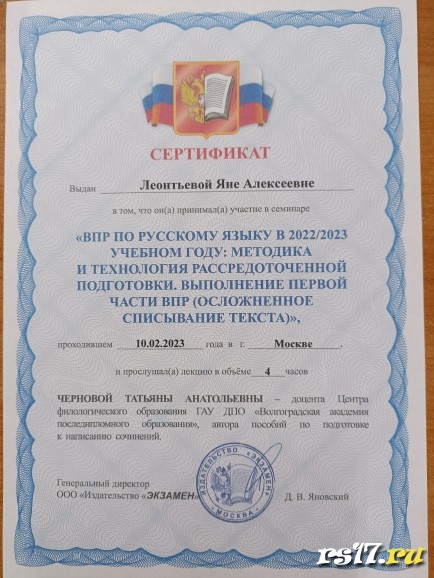 СЕРТИФИКАТ
Выдан Леонтьевой Яне Алексеевне
в том, что он(а) принимал(а) участие в семинаре
«ВПР ПО РУССКОМУ ЯЗЫКУ В 2022/2023
УЧЕБНОМ ГОДУ: МЕТОДИКА
И ТЕХНОЛОГИЯ РАССРЕДОТОЧЕННОЙ
ПОДГОТОВКИ. ВЫПОЛНЕНИЕ ПЕРВОЙ
ЧАСТИ ВПР (ОСЛОЖНЕННОЕ
СПИСЫВАНИЕ ТЕКСТА)»,
проходившем 10.02.2023 года в г. Москве.
и прослушал(а) лекцию в объёме 4 часов
ЧЕРНОВОЙ ТАТЬЯНЫ АНАТОЛЬЕВНЫ – доцента Центра
филологического образования ГАУ ДПО «Волгоградская академия
последипломного образования», автора пособий по подготовке
к написанию сочинений.
ИЗДАТЕЛЬСТВО «ЭКЗАМЕН»
МОСКВА
Генеральный директор
ООО «Издательство «ЭКЗАМЕН» Д. В. Яновский
rs17.ru